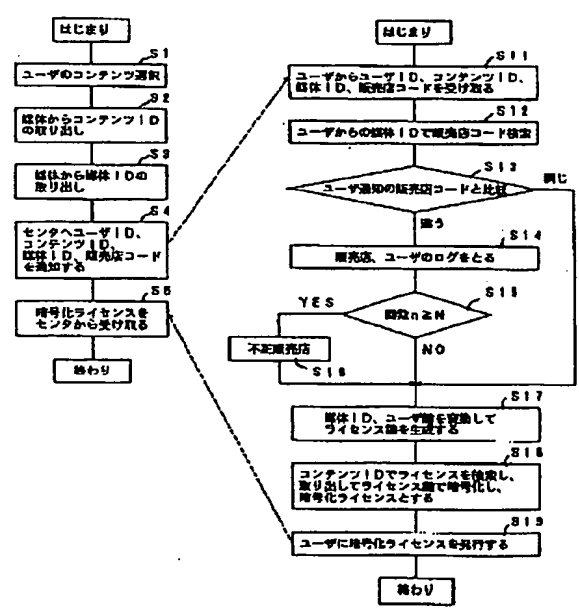 はじまり
S1
ユーザのコンテンツ選択
S2
媒体からコンテンツID
の取り出し
S3
媒体から媒体IDの
取り出し
S4
センタへユーザID、
コンテンツID、
媒体ID、販売店コード
を通知する
S5
暗号化ライセンスを
センタから受け取る
終わり
はじまり
S11
ユーザからユーザID、コンテンツID、
媒体ID、販売店コードを受け取る
S12
ユーザからの媒体IDで販売店コード検索
S13
ユーザ通知の販売店コードと比較
同じ
違う
S14
販売店、ユーザのログをとる
S15
YES
回数n≥N
不正販売店
S16
NO
S17
媒体ID、ユーザ鍵を
して
ライセンス鍵を生成する
S18
コンテンツIDでライセンスを検索し、
取り出してライセンス鍵で暗号化し、
暗号化ライセンスとする
S19
ユーザに暗号化ライセンスを発行する
終わり